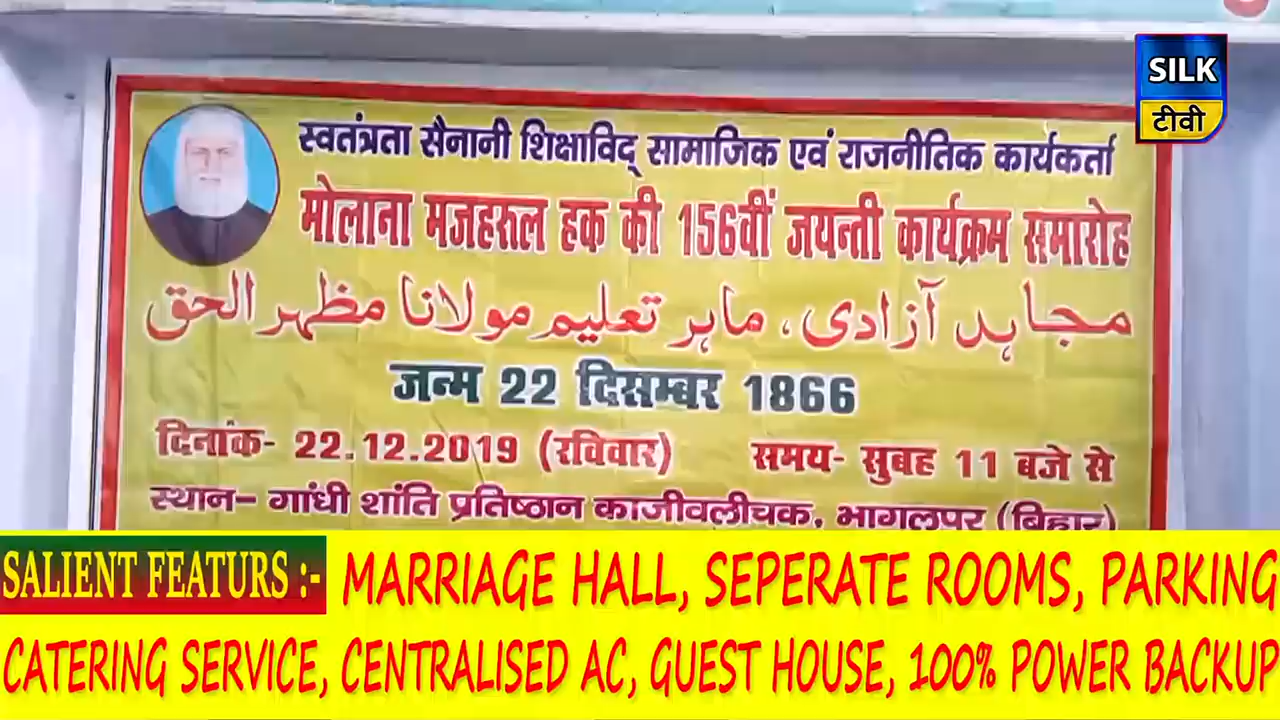 SILK
टीवी
स्वतंत्रता सैनानी शिक्षाविद् सामाजिक एवं राजनीतिक कार्यकर्ता
मोलाना मजहरुल हक की 156वीं जयन्ती कार्यक्रम समारोह
مجاہد آزادی، ماہر تعلیم مولانا مظہر الحق
जन्म 22 दिसम्बर 1866
दिनांक- 22.12.2019 (रविवार) समय- सुबह 11 बजे से
स्थान- गांधी शांति प्रतिष्ठान काजीवलीचक, भागलपुर (बिहार)
SALIENT FEATURS :- MARRIAGE HALL, SEPERATE ROOMS, PARKING
CATERING SERVICE, CENTRALISED AC, GUEST HOUSE, 100% POWER BACKUP